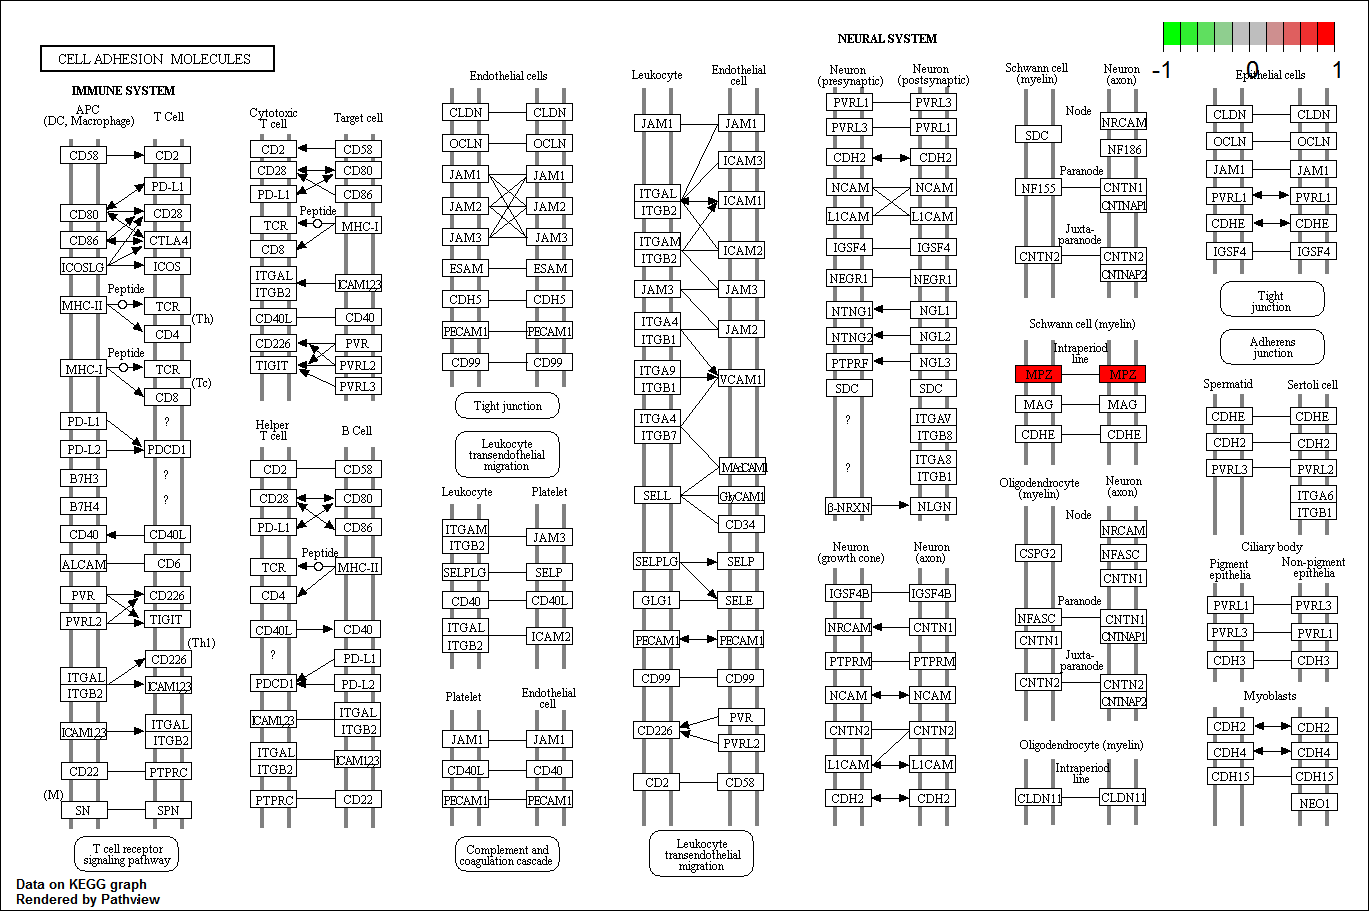 CELL ADHESION MOLECULES
IMMUNE SYSTEM
APC
(DC, Macrophage)
T Cell
CD58
CD2
PD-L1
CD80
CD28
CD86
CTLA4
ICOSLG
ICOS
Peptide
MHC-II
TCR
(Th)
CD4
Peptide
MHC-I
TCR
(Tc)
CD8
PD-L1
?
PD-L2
PDCD1
B7H3
?
B7H4
?
CD40
CD40L
ALCAM
CD6
PVR
CD226
PVRL2
TIGIT
(Th1)
CD226
ITGAL
ITGB2
ICAM123
ICAM123
ITGAL
ITGB2
CD22
PTPRC
(M)
SN
SPN
T cell receptor
signaling pathway
Cytotoxic
T cell
Target cell
CD2
CD58
CD28
CD80
PD-L1
CD86
Peptide
TCR
MHC-I
CD8
ITGAL
ITGB2
ICAM123
CD40L
CD40
CD226
PVR
TIGIT
PVRL2
PVRL3
Helper
T cell
B Cell
CD2
CD58
CD28
CD80
PD-L1
CD86
Peptide
TCR
MHC-II
CD4
CD40L
CD40
?
PD-L1
PDCD1
PD-L2
ICAM123
ITGAL
ITGB2
ITGAL
ITGB2
ICAM123
PTPRC
CD22
Endothelial cells
CLDN
CLDN
OCLN
OCLN
JAM1
JAM1
JAM2
JAM2
JAM3
JAM3
ESAM
ESAM
CDH5
CDH5
PECAM1
PECAM1
CD99
CD99
Tight junction
Leukocyte
transendothelial
migration
Leukocyte
Platelet
ITGAM
ITGB2
JAM3
SELPLG
SELP
CD40
CD40L
ITGAL
ITGB2
ICAM2
Platelet
Endothelial
cell
JAM1
JAM1
CD40L
CD40
PECAM1
PECAM1
Complement and
coagulation cascade
Leukocyte
Endothelial
cell
JAM1
JAM1
ICAM3
ITGAL
ITGB2
ICAM1
ITGAM
ITGB2
ICAM2
JAM3
JAM3
ITGA4
ITGB1
JAM2
ITGA9
ITGB1
VCAM1
ITGA4
ITGB7
MAdCAM1
SELL
GlyCAM1
CD34
SELPLG
SELP
GLG1
SELE
PECAM1
PECAM1
CD99
CD99
CD226
PVR
PVRL2
CD2
CD58
Leukocyte
transendothelial
migration
NEURAL SYSTEM
Neuron
(presynaptic)
Neuron
(postsynaptic)
PVRL1
PVRL3
PVRL3
PVRL1
CDH2
CDH2
NCAM
NCAM
L1CAM
L1CAM
IGSF4
IGSF4
NEGR1
NEGR1
NTNG1
NGL1
NTNG2
NGL2
PTPRF
NGL3
SDC
SDC
?
ITGAV
ITGB8
?
ITGA8
ITGB1
β-NRXN
NLGN
Neuron
(growth cone)
Neuron
(axon)
IGSF4B
IGSF4B
NRCAM
CNTN1
PTPRM
PTPRM
NCAM
NCAM
CNTN2
CNTN2
L1CAM
L1CAM
CDH2
CDH2
Schwann cell
(myelin)
Neuron
(axon)
Node
NRCAM
SDC
NF186
Paranode
NF155
CNTN1
CNTNAP1
Juxta-
paranode
CNTN2
CNTN2
CNTNAP2
Schwann cell (myelin)
Intraperiod
line
MPZ
MPZ
MAG
MAG
CDHE
CDHE
Oligodendrocyte
(myelin)
Neuron
(axon)
Node
NRCAM
CSPG2
NFASC
CNTN1
Paranode
NFASC
CNTN1
CNTN1
CNTNAP1
Juxta-
paranode
CNTN2
CNTN2
CNTNAP2
Oligodendrocyte (myelin)
Intraperiod
line
CLDN11
CLDN11
-1 0 1
Epithelial cells
CLDN
CLDN
OCLN
OCLN
JAM1
JAM1
PVRL1
PVRL1
CDHE
CDHE
IGSF4
IGSF4
Tight
junction
Adherens
junction
Spermatid
Sertoli cell
CDHE
CDHE
CDH2
CDH2
PVRL3
PVRL2
ITGA6
ITGB1
Ciliary body
Pigment
epithelia
Non-pigment
epithelia
PVRL1
PVRL3
PVRL3
PVRL1
CDH3
CDH3
Myoblasts
CDH2
CDH2
CDH4
CDH4
CDH15
CDH15
NEO1
Data on KEGG graph
Rendered by Pathview